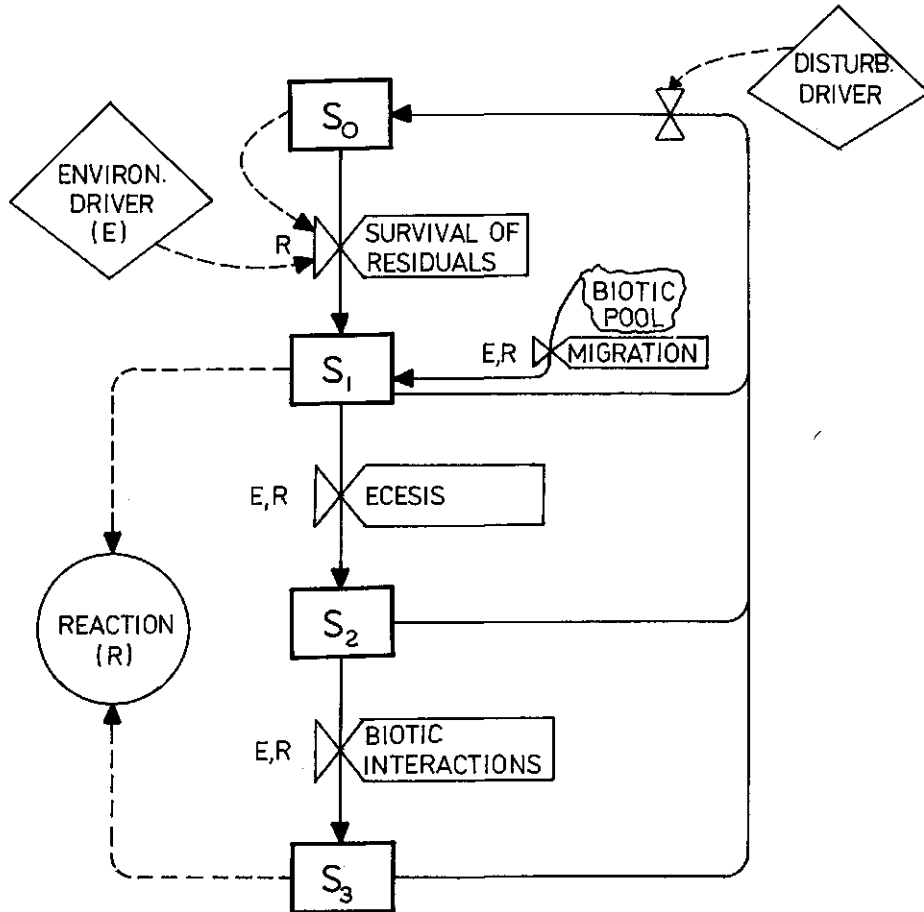 DISTURB.
DRIVER
S0
ENVIRON.
DRIVER
(E)
R
SURVIVAL OF
RESIDUALS
BIOTIC
POOL
E,R
MIGRATION
S1
E,R
ECESIS
S2
REACTION
(R)
E,R
BIOTIC
INTERACTIONS
S3